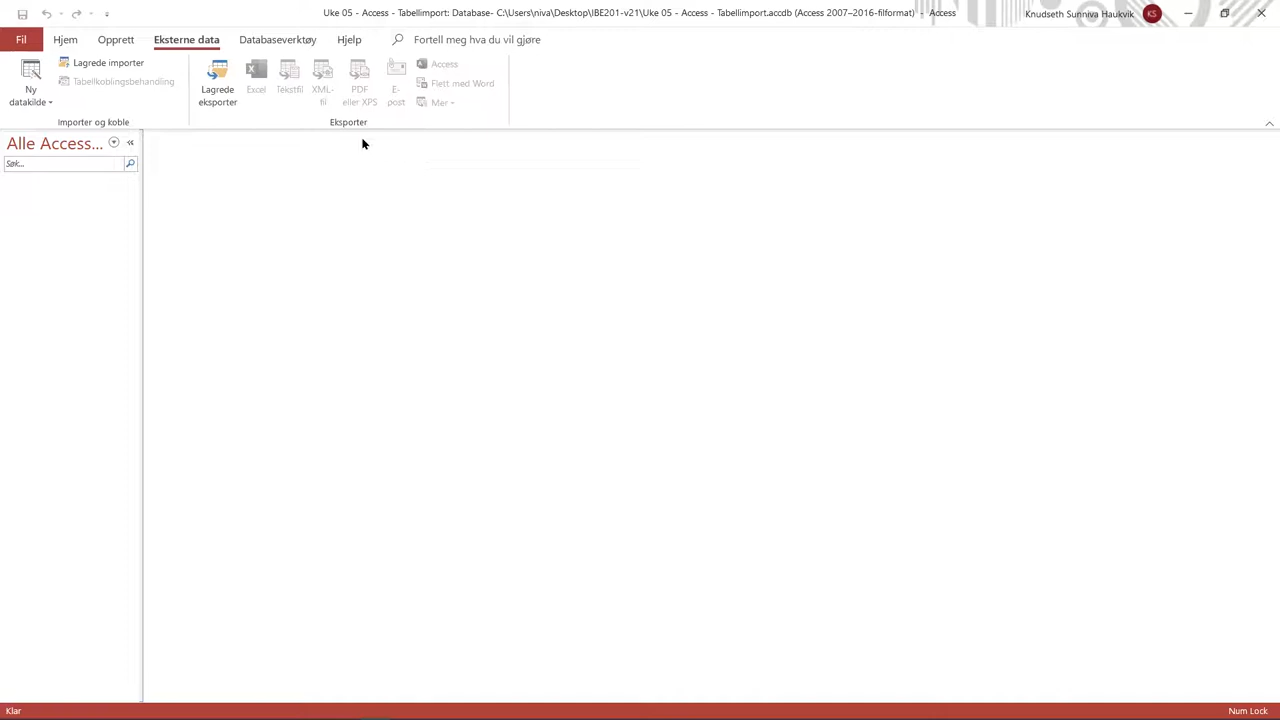 Uke 05 - Access - Tabellimport: Database- C:\Users\niva\Desktop\IBE201-v21\Uke 05 - Access - Tabellimport.accdb (Access 2007–2016-filformat) - Access
Knudseth Sunniva Haukvik KS
Fil Hjem Opprett Eksterne data Databaseverktøy Hjelp Fortell meg hva du vil gjøre
Ny datakilde
Lagrede importer
Tabellkoblingsbehandling
Importer og koble
Lagrede eksporter
Excel
Tekstfil
XML-fil
PDF eller XPS
E-post
Access
Flett med Word
Mer
Eksporter
Alle Access...
Søk...
Klar
Num Lock